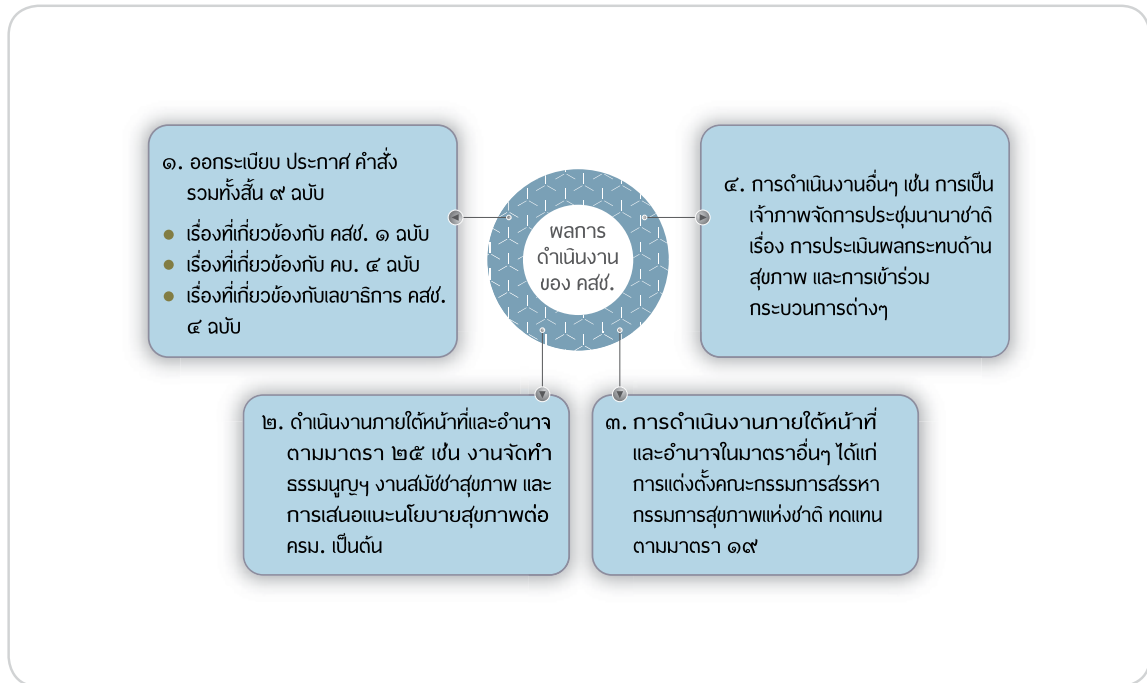 ผลการ
ดำเนินงาน
ของ คสช.
๑. ออกระเบียบ ประกาศ คำสั่ง
รวมทั้งสิ้น ๙ ฉบับ
● เรื่องที่เกี่ยวข้องกับ คสช. ๑ ฉบับ
● เรื่องที่เกี่ยวข้องกับ คบ. ๔ ฉบับ
● เรื่องที่เกี่ยวข้องกับเลขาธิการ คสช.
๔ ฉบับ
๒. ดำเนินงานภายใต้หน้าที่และอำนาจ
ตามมาตรา ๒๕ เช่น งานจัดทำ
ธรรมนูญฯ งานสมัชชาสุขภาพ และ
การเสนอแนะนโยบายสุขภาพต่อ
ครม. เป็นต้น
๓. การดำเนินงานภายใต้หน้าที่
และอำนาจในมาตราอื่นๆ ได้แก่
การแต่งตั้งคณะกรรมการสรรหา
กรรมการสุขภาพแห่งชาติ ทดแทน
ตามมาตรา ๑๙
๔. การดำเนินงานอื่นๆ เช่น การเป็น
เจ้าภาพจัดการประชุมนานาชาติ
เรื่อง การประเมินผลกระทบด้าน
สุขภาพ และการเข้าร่วม
กระบวนการต่างๆ